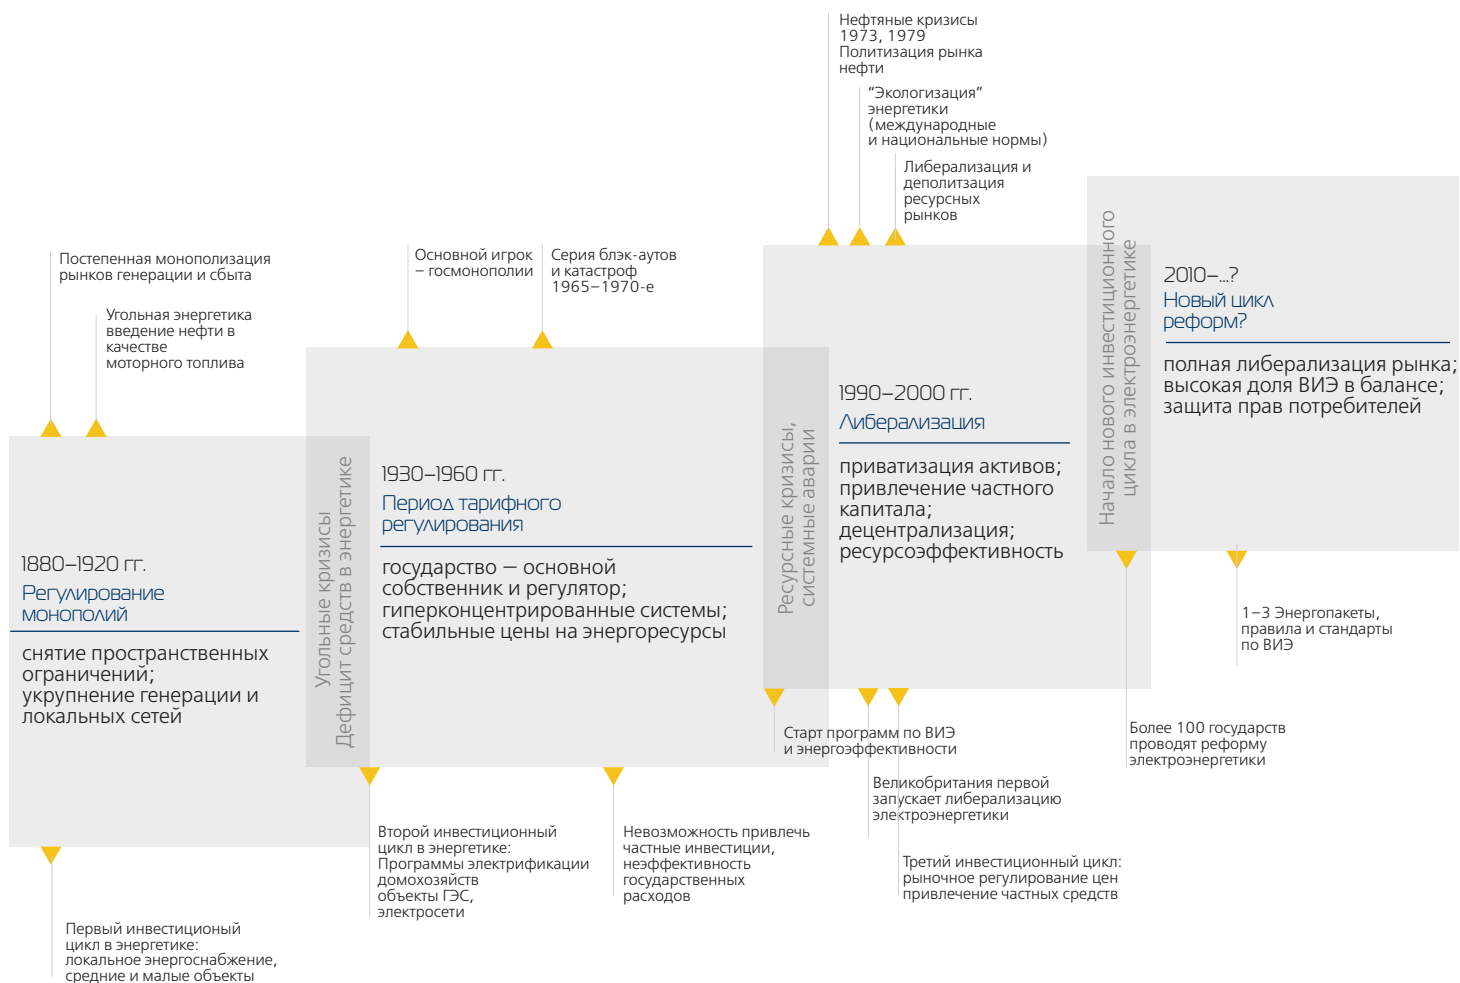 Постепенная монополизация
рынков генерации и сбыта
Угольная энергетика
введение нефти в
качестве
моторного топлива
1880–1920 гг.
Регулирование
монополий
снятие пространственных
ограничений;
укрупнение генерации и
локальных сетей
Первый инвестиционый
цикл в энергетике:
локальное энергоснабжение,
средние и малые объекты
Угольные кризисы
Дефицит средств в энергетике
Основной игрок
– госмонополии
Серия блэк-аутов
и катастроф
1965–1970-е
1930–1960 гг.
Период тарифного
регулирования
государство – основной
собственник и регулятор;
гиперконцентрированные системы;
стабильные цены на энергоресурсы
Второй инвестиционный
цикл в энергетике:
Программы электрификации
домохозяйств
объекты ГЭС,
электросети
Невозможность привлечь
частные инвестиции,
неэффективность
государственных
расходов
Ресурсные кризисы,
системные аварии
Нефтяные кризисы
1973, 1979
Политизация рынка
нефти
“Экологизация”
энергетики
(международные
и национальные нормы)
Либерализация и
деполитзация
ресурсных
рынков
1990–2000 гг.
Либерализация
приватизация активов;
привлечение частного
капитала;
децентрализация;
ресурсоэффективность
Старт программ по ВИЭ
и энергоэффективности
Великобритания первой
запускает либерализацию
электроэнергетики
Третий инвестиционный цикл:
рыночное регулирование цен
привлечение частных средств
Начало нового инвестиционного
цикла в электроэнергетике
2010–...?
Новый цикл
реформ?
полная либерализация рынка;
высокая доля ВИЭ в балансе;
защита прав потребителей
1–3 Энергопакеты,
правила и стандарты
по ВИЭ
Более 100 государств
проводят реформу
электроэнергетики